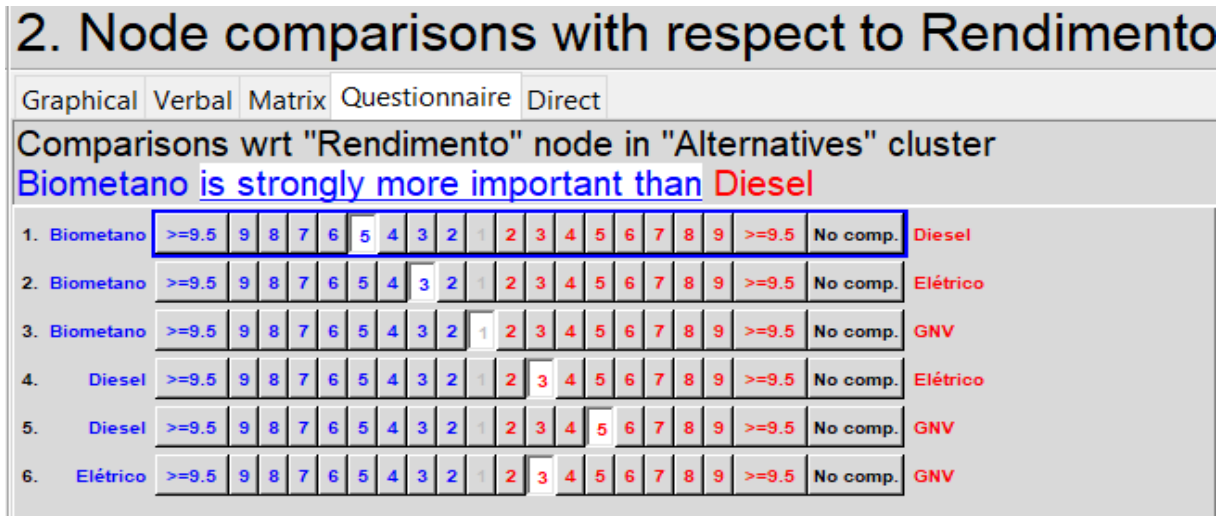 2. Node comparisons with respect to Rendimento
Graphical Verbal Matrix Questionnaire Direct
Comparisons wrt "Rendimento" node in "Alternatives" cluster
Biometano is strongly more important than Diesel
1. Biometano >=9.5 9 8 7 6 5 4 3 2 1 2 3 4 5 6 7 8 9 >=9.5 No comp. Diesel
2. Biometano >=9.5 9 8 7 6 5 4 3 2 1 2 3 4 5 6 7 8 9 >=9.5 No comp. Elétrico
3. Biometano >=9.5 9 8 7 6 5 4 3 2 1 2 3 4 5 6 7 8 9 >=9.5 No comp. GNV
4. Diesel >=9.5 9 8 7 6 5 4 3 2 1 2 3 4 5 6 7 8 9 >=9.5 No comp. Elétrico
5. Diesel >=9.5 9 8 7 6 5 4 3 2 1 2 3 4 5 6 7 8 9 >=9.5 No comp. GNV
6. Elétrico >=9.5 9 8 7 6 5 4 3 2 1 2 3 4 5 6 7 8 9 >=9.5 No comp. GNV